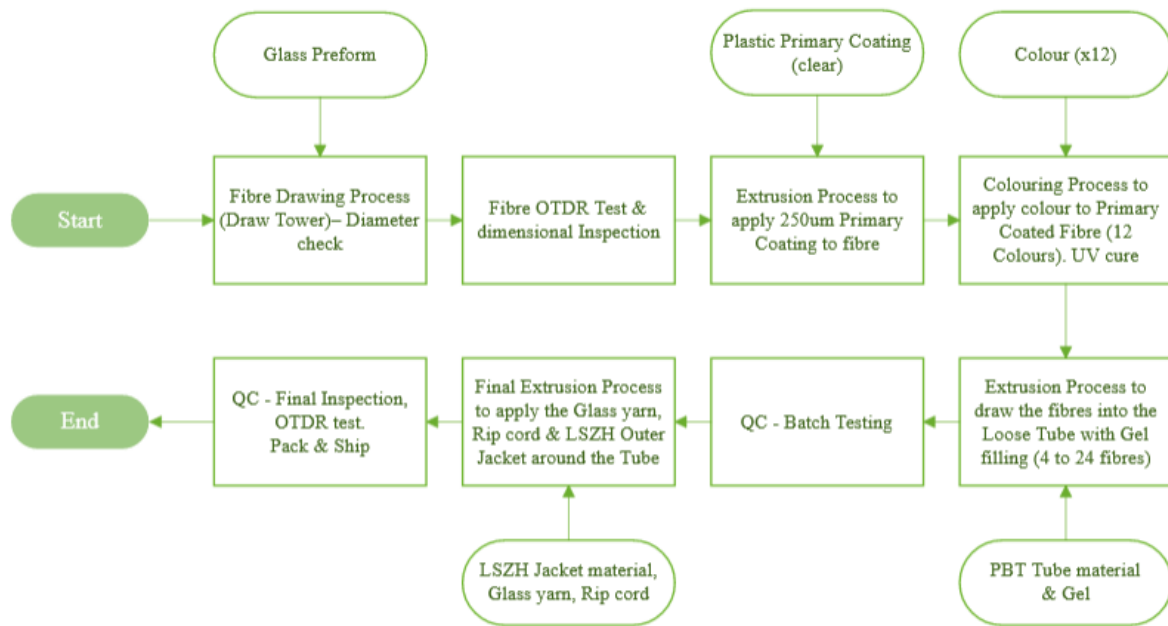 Glass Preform
Plastic Primary Coating
(clear)
Colour (x12)
Start
Fibre Drawing Process
(Draw Tower)– Diameter
check
Fibre OTDR Test &
dimensional Inspection
Extrusion Process to
apply 250um Primary
Coating to fibre
Colouring Process to
apply colour to Primary
Coated Fibre (12
Colours). UV cure
End
QC - Final Inspection,
OTDR test.
Pack & Ship
Final Extrusion Process
to apply the Glass yarn,
Rip cord & LSZH Outer
Jacket around the Tube
QC - Batch Testing
Extrusion Process to
draw the fibres into the
Loose Tube with Gel
filling (4 to 24 fibres)
LSZH Jacket material,
Glass yarn, Rip cord
PBT Tube material
& Gel